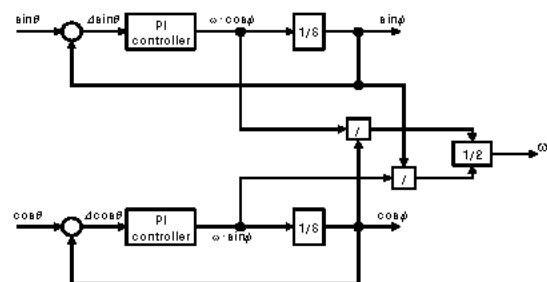 sinθ
Δsinθ
PI
controller
ω·cosφ
1/S
sinφ
/
1/2
ω
/
cosθ
Δcosθ
PI
controller
ω·sinφ
1/S
cosφ